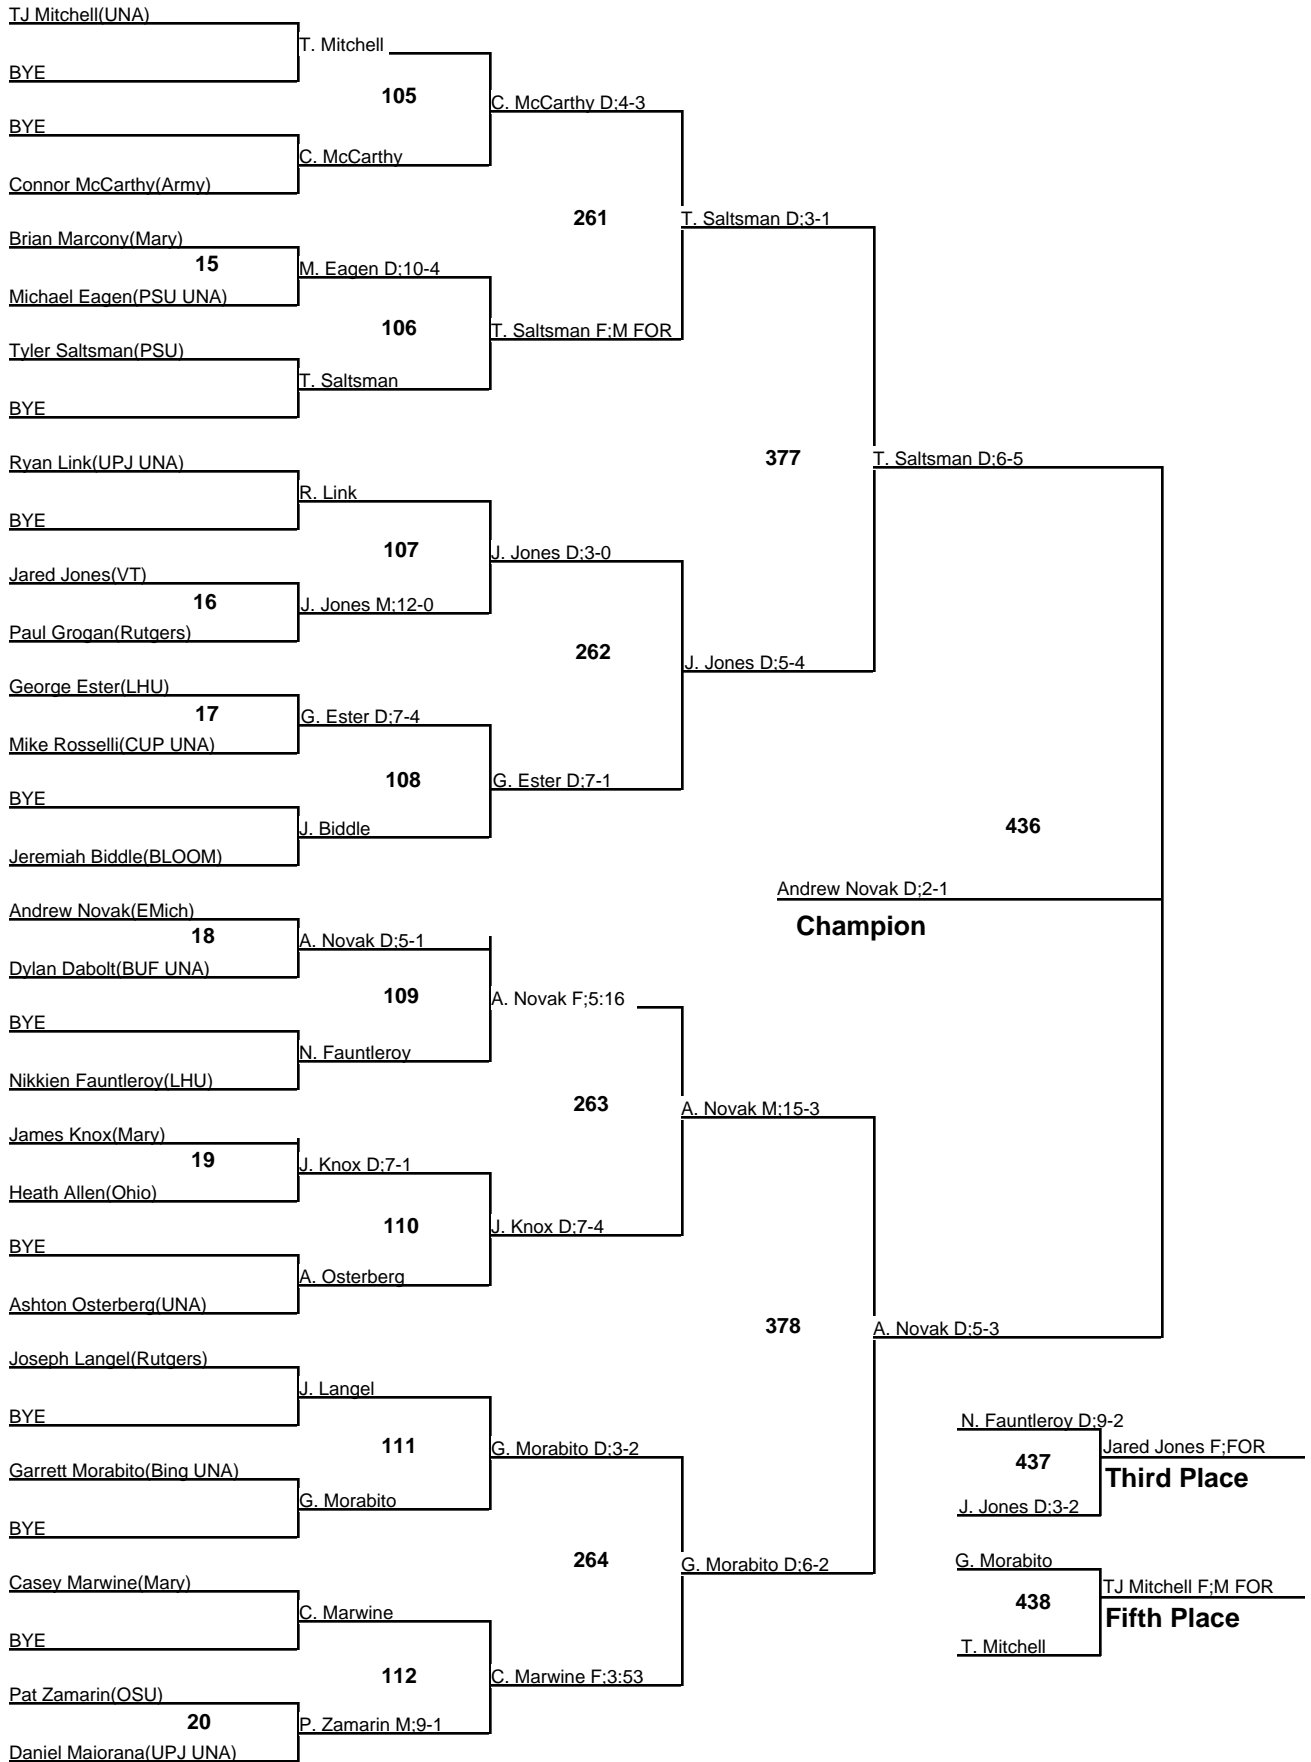 TJ Mitchell(UNA)
T. Mitchell
BYE
105
C. McCarthy D;4-3
BYE
C. McCarthy
Connor McCarthy(Army)
261
T. Saltsman D;3-1
Brian Marcony(Mary)
15
M. Eagen D;10-4
Michael Eagen(PSU UNA)
106
T. Saltsman F;M FOR
Tyler Saltsman(PSU)
T. Saltsman
BYE
377
T. Saltsman D;6-5
Ryan Link(UPJ UNA)
R. Link
BYE
107
J. Jones D;3-0
Jared Jones(VT)
16
J. Jones M;12-0
Paul Grogan(Rutgers)
262
J. Jones D;5-4
George Ester(LHU)
17
G. Ester D;7-4
Mike Rosselli(CUP UNA)
108
G. Ester D;7-1
BYE
J. Biddle
Jeremiah Biddle(BLOOM)
436
Andrew Novak D;2-1
Champion
Andrew Novak(EMich)
18
A. Novak D;5-1
Dylan Dabolt(BUF UNA)
109
A. Novak F;5:16
BYE
N. Fauntleroy
Nikkien Fauntleroy(LHU)
263
A. Novak M;15-3
James Knox(Mary)
19
J. Knox D;7-1
Heath Allen(Ohio)
110
J. Knox D;7-4
BYE
A. Osterberg
Ashton Osterberg(UNA)
378
A. Novak D;5-3
Joseph Langel(Rutgers)
J. Langel
BYE
111
G. Morabito D;3-2
Garrett Morabito(Bing UNA)
G. Morabito
BYE
264
G. Morabito D;6-2
Casey Marwine(Mary)
C. Marwine
BYE
112
C. Marwine F;3:53
Pat Zamarin(OSU)
20
P. Zamarin M;9-1
Daniel Maiorana(UPJ UNA)
N. Fauntleroy D;9-2
437
Jared Jones F;FOR
Third Place
J. Jones D;3-2
G. Morabito
438
TJ Mitchell F;M FOR
Fifth Place
T. Mitchell